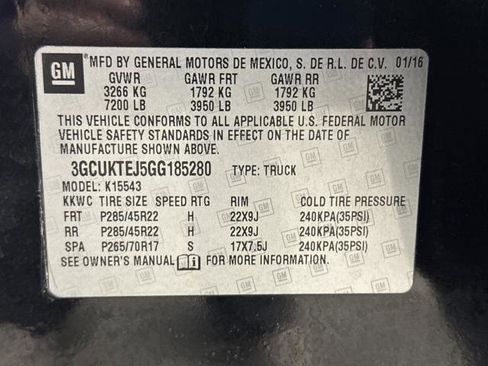 GM
MFD BY GENERAL MOTORS DE MEXICO, S. DE R.L. DE C.V. 01/16
GVWR GAWR FRT GAWR RR
3266 KG 1792 KG 1792 KG
7200 LB 3950 LB 3950 LB
THIS VEHICLE CONFORMS TO ALL APPLICABLE U.S. FEDERAL MOTOR
VEHICLE SAFETY STANDARDS IN EFFECT ON THE DATE OF
MANUFACTURE SHOWN ABOVE.
3GCUKTEJ5GG185280 TYPE: TRUCK
MODEL: K15543
KKWC TIRE SIZE SPEED RTG RIM COLD TIRE PRESSURE
FRT P285/45R22 H 22X9J 240KPA(35PSI)
RR P285/45R22 H 22X9J 240KPA(35PSI)
SPA P265/70R17 S 17X7.5J 240KPA(35PSI)
SEE OWNER'S MANUAL FOR MORE INFORMATION.